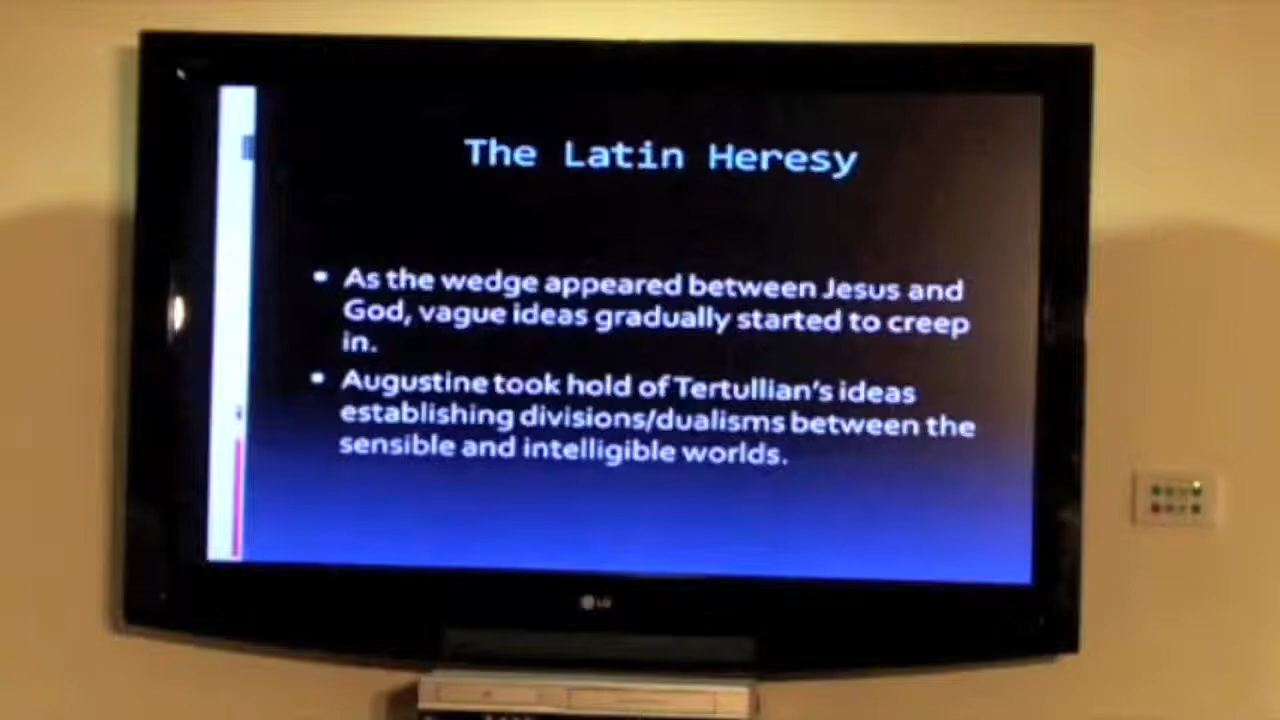 The Latin Heresy
• As the wedge appeared between Jesus and
God, vague ideas gradually started to creep
in.
• Augustine took hold of Tertullian's ideas
establishing divisions/dualisms between the
sensible and intelligible worlds.
LG